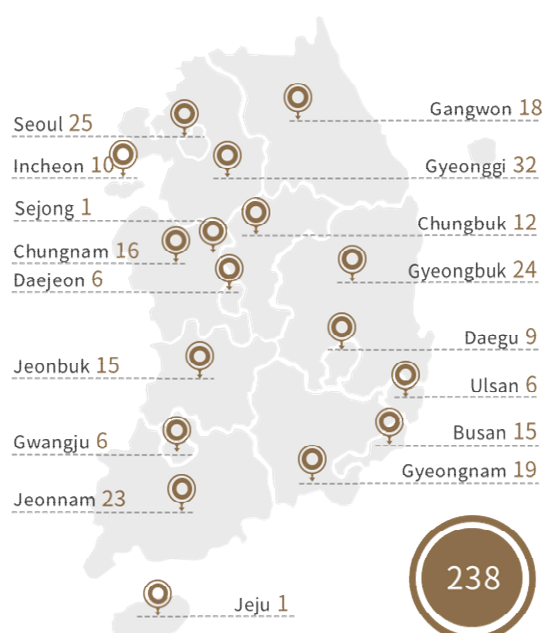 Seoul 25
Incheon 10
Sejong 1
Chungnam 16
Daejeon 6
Jeonbuk 15
Gwangju 6
Jeonnam 23
Jeju 1
Gangwon 18
Gyeonggi 32
Chungbuk 12
Gyeongbuk 24
Daegu 9
Ulsan 6
Busan 15
Gyeongnam 19
238